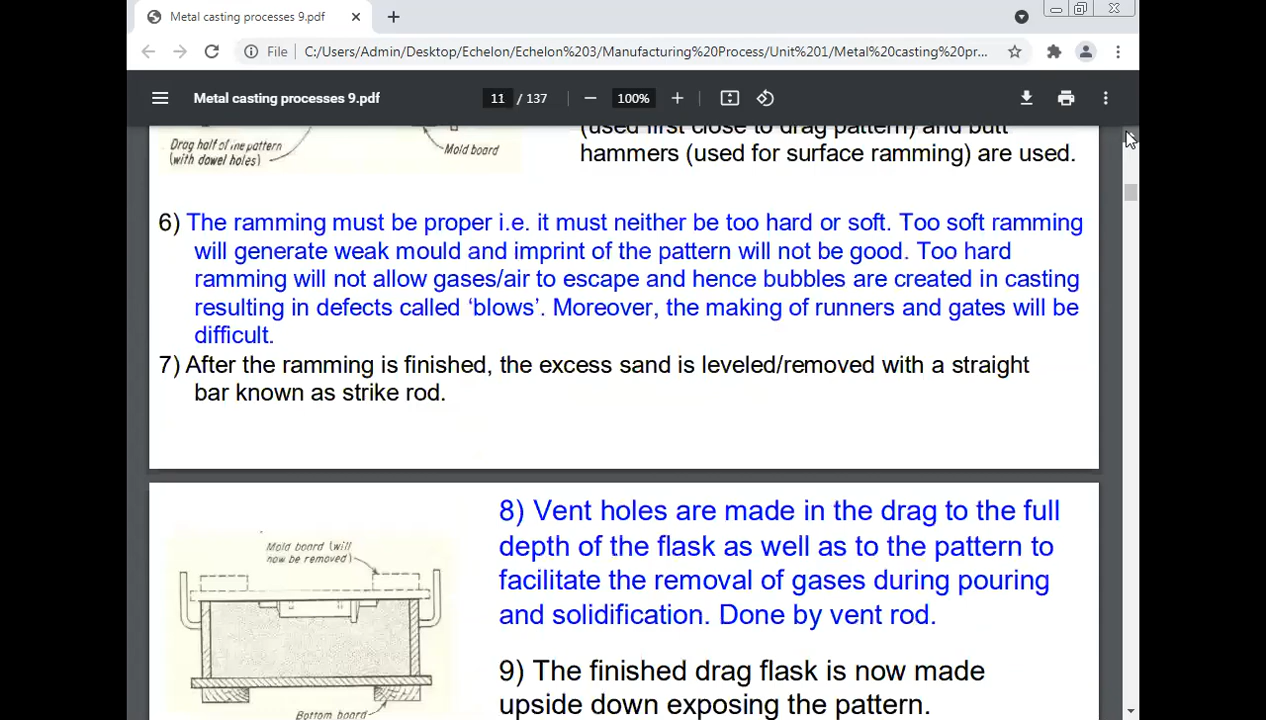 Metal casting processes 9.pdf
File C:/Users/Admin/Desktop/Echelon/Echelon%203/Manufacturing%20Process/Unit%201/Metal%20casting%20pr...
Metal casting processes 9.pdf 11 / 137 100%
Drag half of the pattern
(with dowel holes)
Mold board
(used first close to drag pattern) and butt
hammers (used for surface ramming) are used.
6) The ramming must be proper i.e. it must neither be too hard or soft. Too soft ramming
will generate weak mould and imprint of the pattern will not be good. Too hard
ramming will not allow gases/air to escape and hence bubbles are created in casting
resulting in defects called ‘blows’. Moreover, the making of runners and gates will be
difficult.
7) After the ramming is finished, the excess sand is leveled/removed with a straight
bar known as strike rod.
Mold board (will
now be removed)
Bottom board
8) Vent holes are made in the drag to the full
depth of the flask as well as to the pattern to
facilitate the removal of gases during pouring
and solidification. Done by vent rod.
9) The finished drag flask is now made
upside down exposing the pattern.